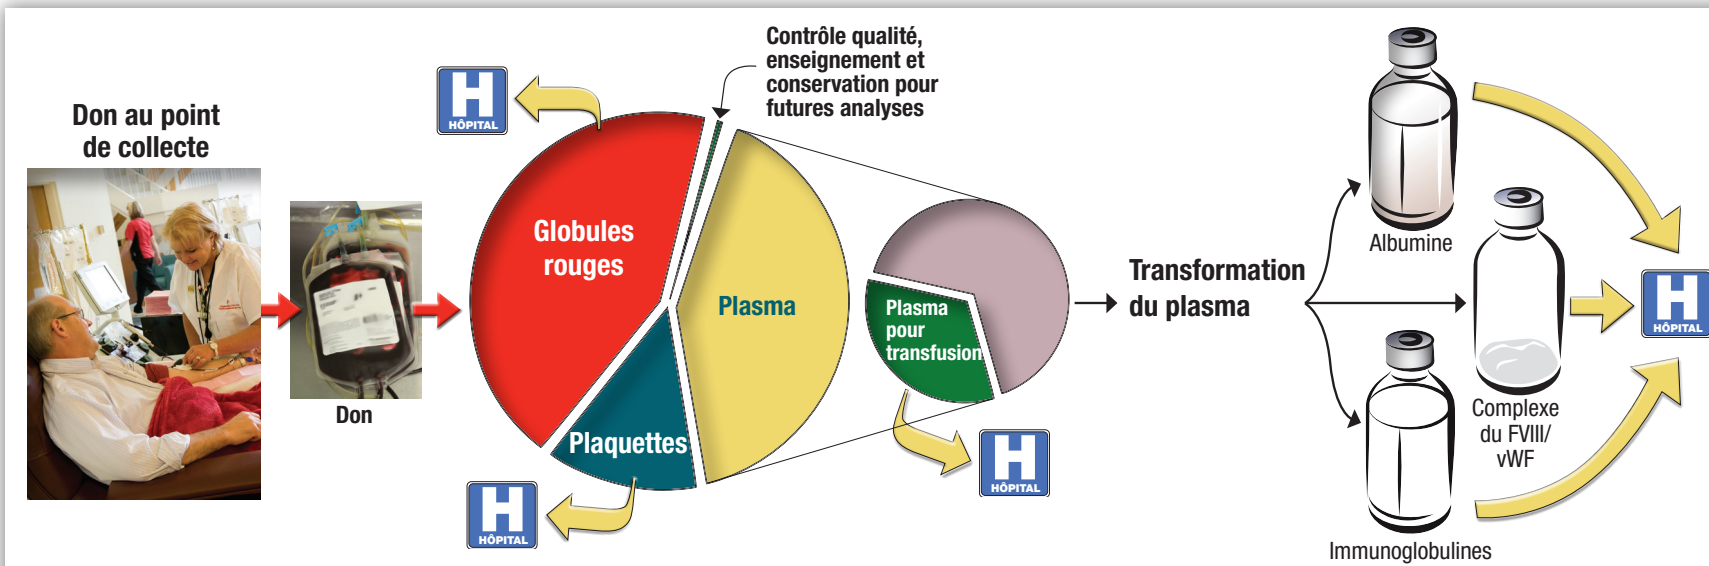 Don au point
de collecte
Don
H
HÔPITAL
Globules
rouges
Contrôle qualité,
enseignement et
conservation pour
futures analyses
Plasma
Plaquettes
H
HÔPITAL
Plasma
pour
transfusion
H
HÔPITAL
Transformation
du plasma
Albumine
Complexe
du FVIII/
vWF
Immunoglobulines
H
HÔPITAL